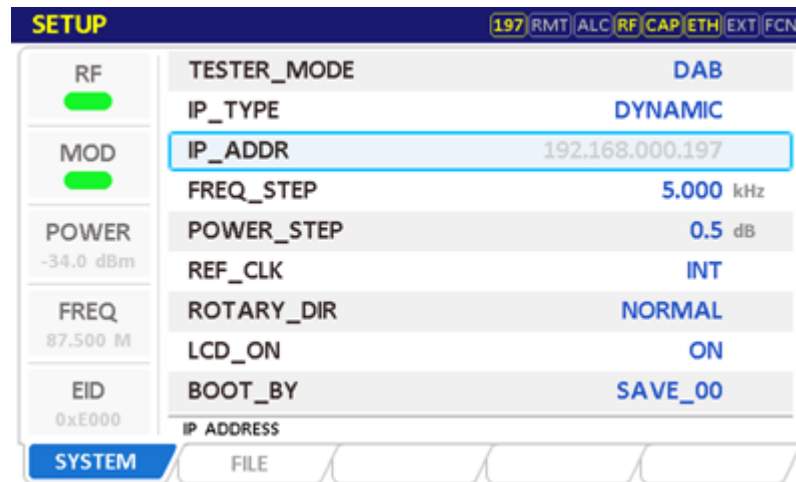 SETUP 197 RMT ALC RF CAP ETH EXT FCN
RF
MOD
POWER
-34.0 dBm
FREQ
87.500 M
EID
0xE000
TESTER_MODE DAB
IP_TYPE DYNAMIC
IP_ADDR 192.168.000.197
FREQ_STEP 5.000 kHz
POWER_STEP 0.5 dB
REF_CLK INT
ROTARY_DIR NORMAL
LCD_ON ON
BOOT_BY SAVE_00
IP ADDRESS
SYSTEM FILE